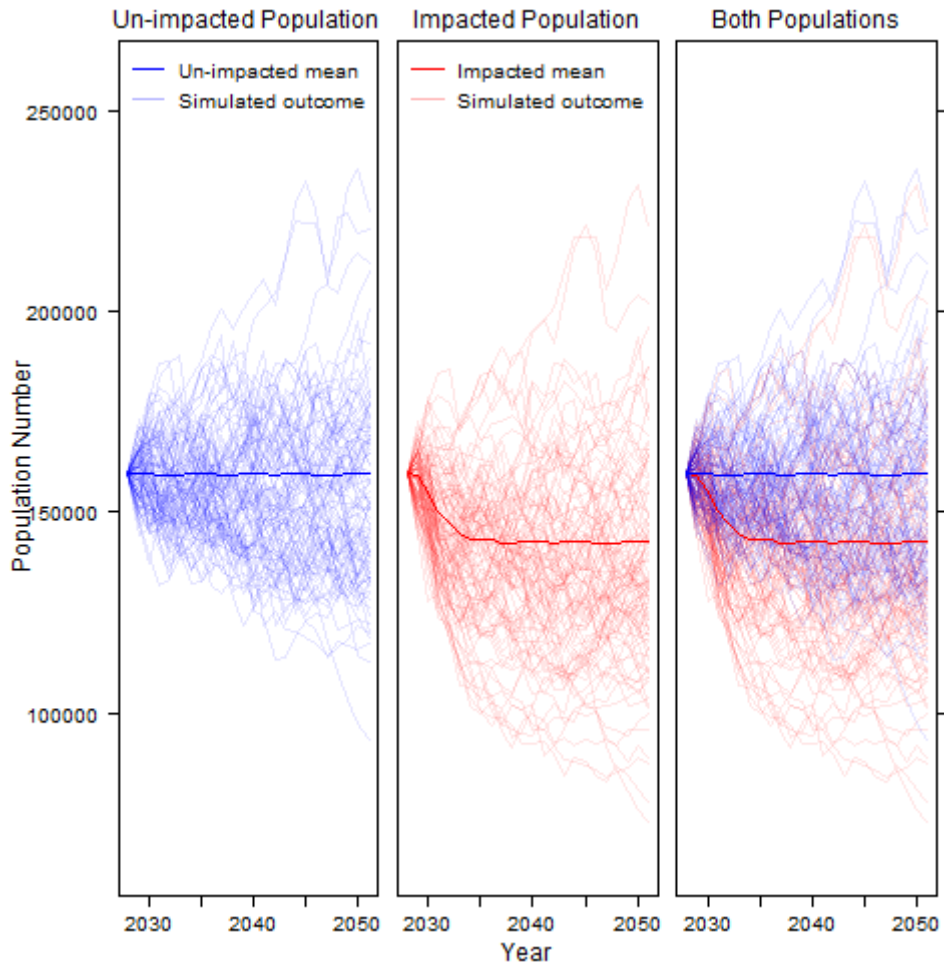 Un-impacted Population
Impacted Population
Both Populations
Un-impacted mean
Simulated outcome
Impacted mean
Simulated outcome
250000
200000
150000
100000
Population Number
2030
2040
2050
2030
2040
2050
2030
2040
2050
Year